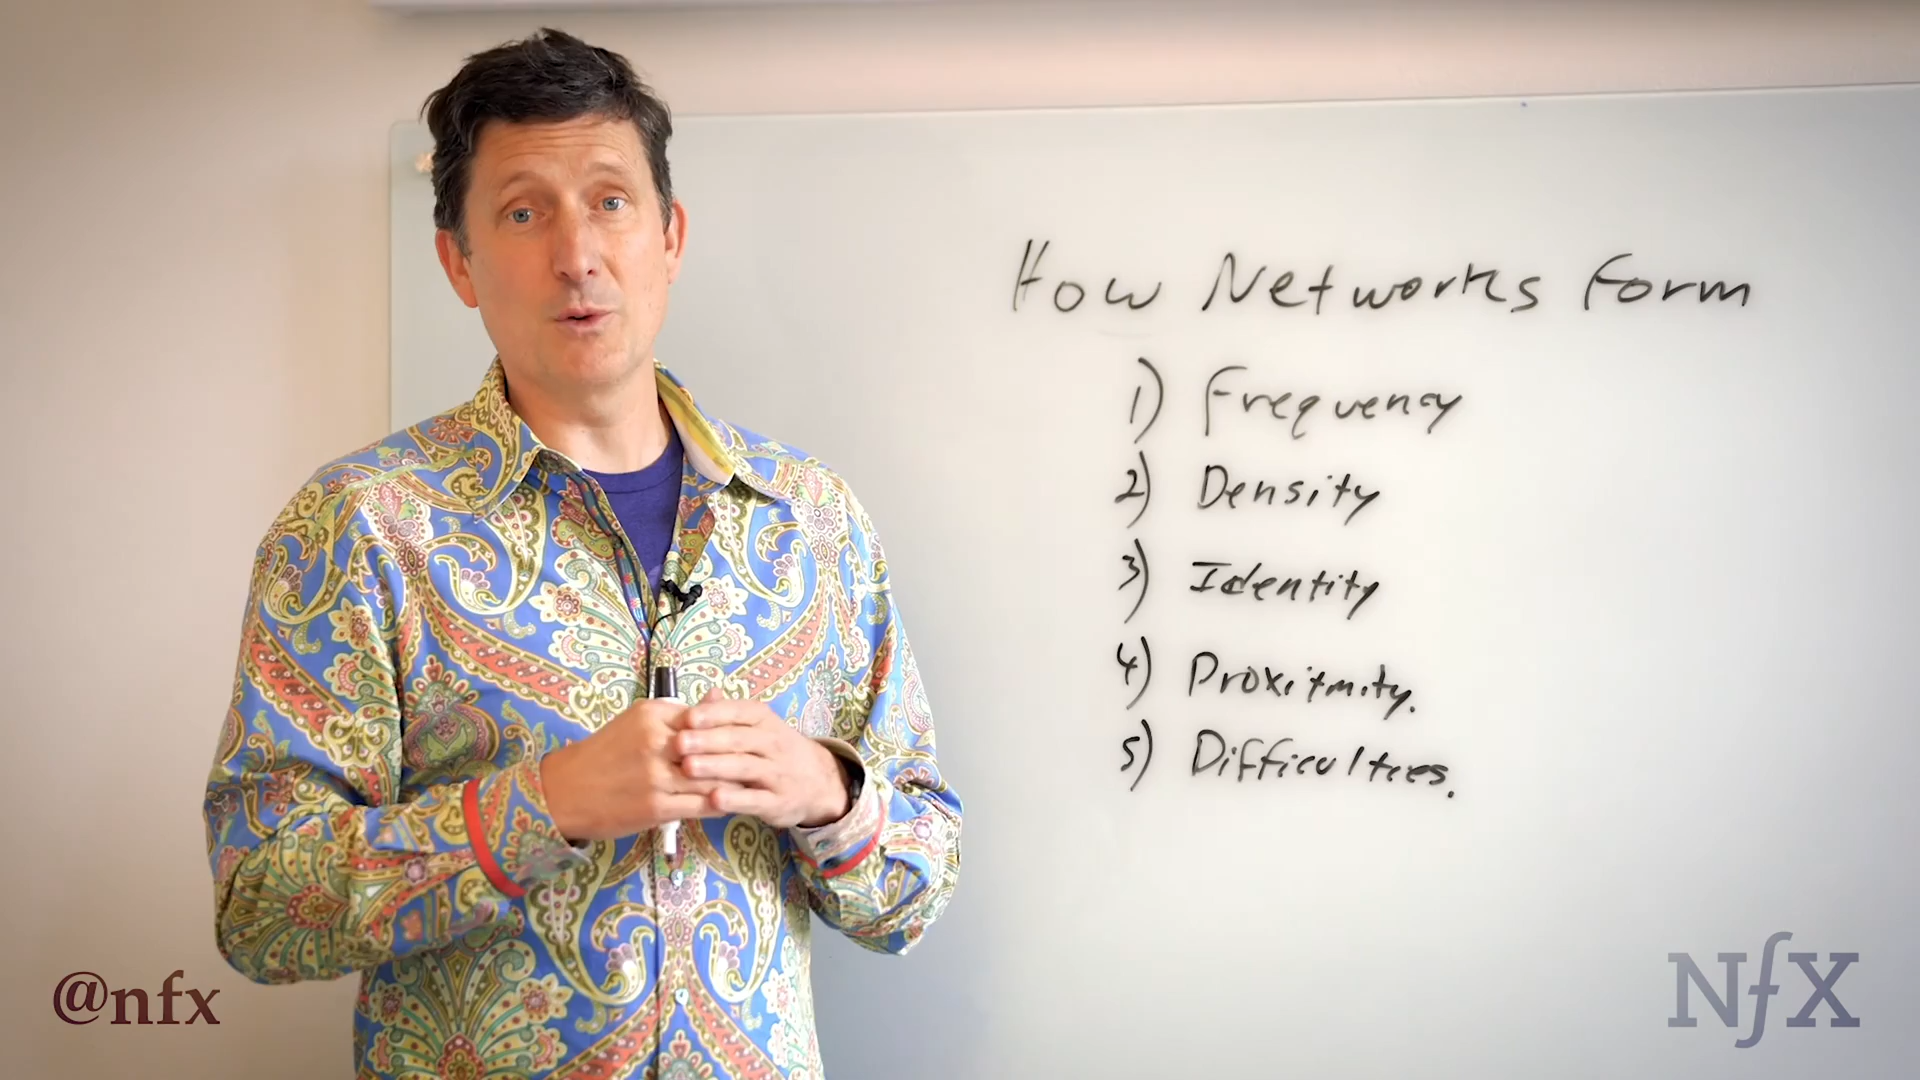 How Networks Form
1) Frequency
2) Density
3) Identity
4) Proximity.
5) Difficulties.
@nfx
NfX